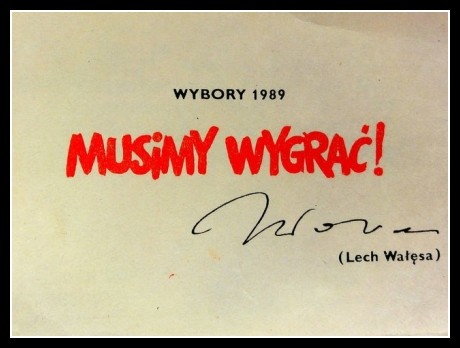 WYBORY 1989
MUSiMY WYGRAĆ!
(Lech Wałęsa)